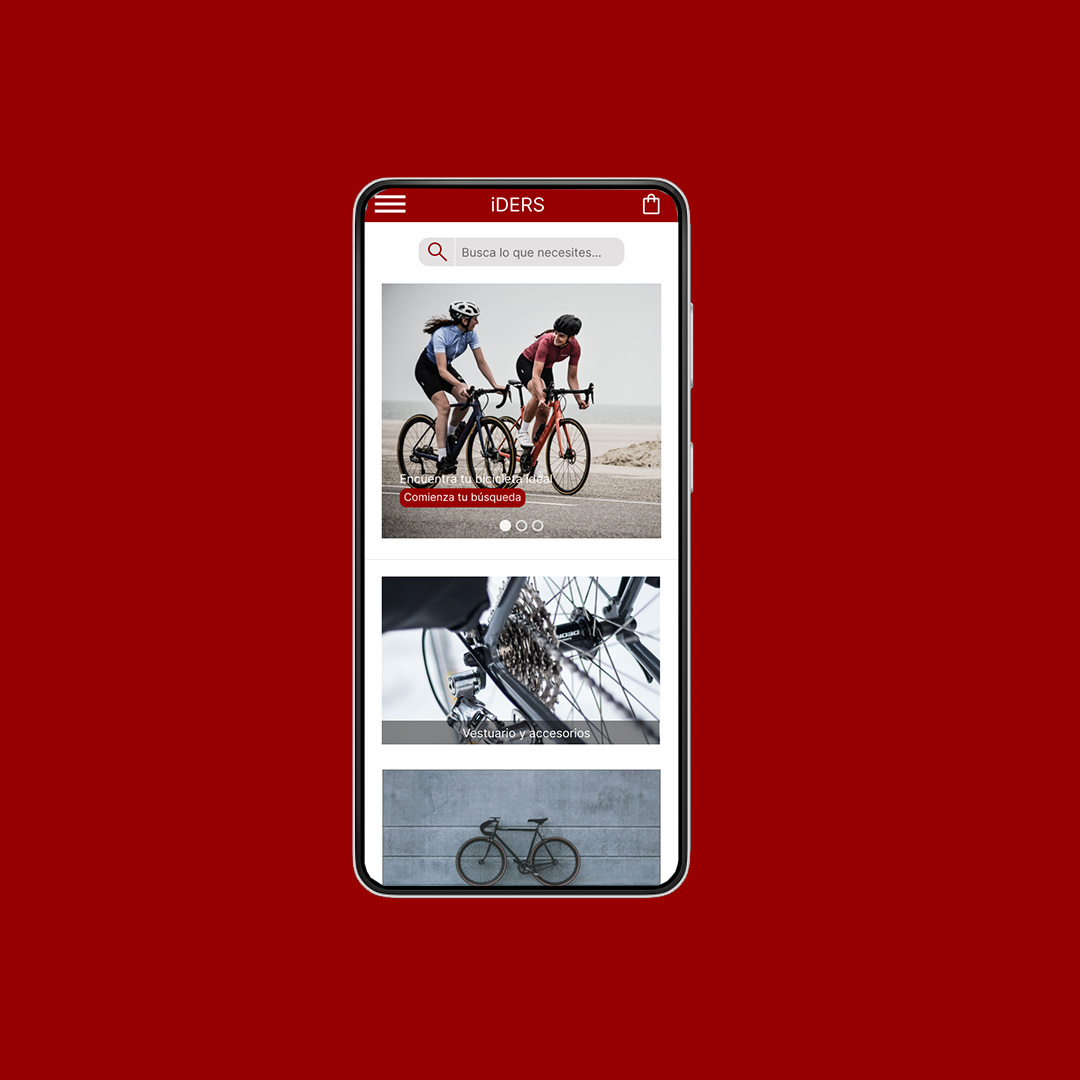 iDERS
Busca lo que necesites...
Encuentra tu bicicleta ideal
Comienza tu búsqueda
Vestuario y accesorios